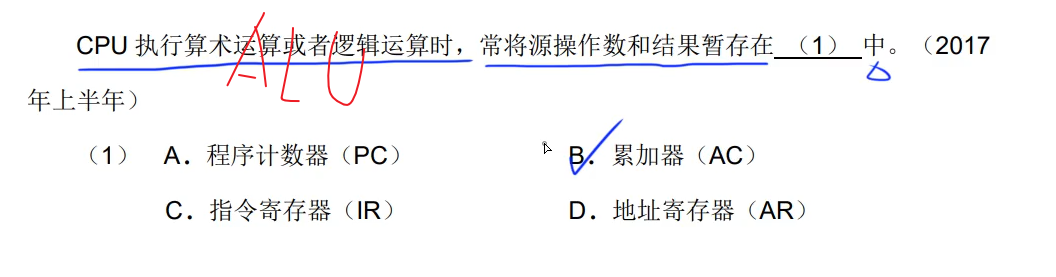 CPU 执行算术运算或者逻辑运算时，常将源操作数和结果暂存在 （1） 中。（2017
年上半年）
ALU
（1） A．程序计数器（PC） B．累加器（AC）
C．指令寄存器（IR） D．地址寄存器（AR）